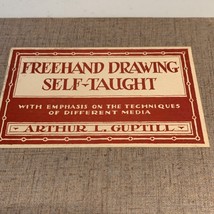 FREEHAND DRAWING
SELF-TAUGHT
WITH EMPHASIS ON THE TECHNIQUES
OF DIFFERENT MEDIA
ARTHUR L. GUPTILL